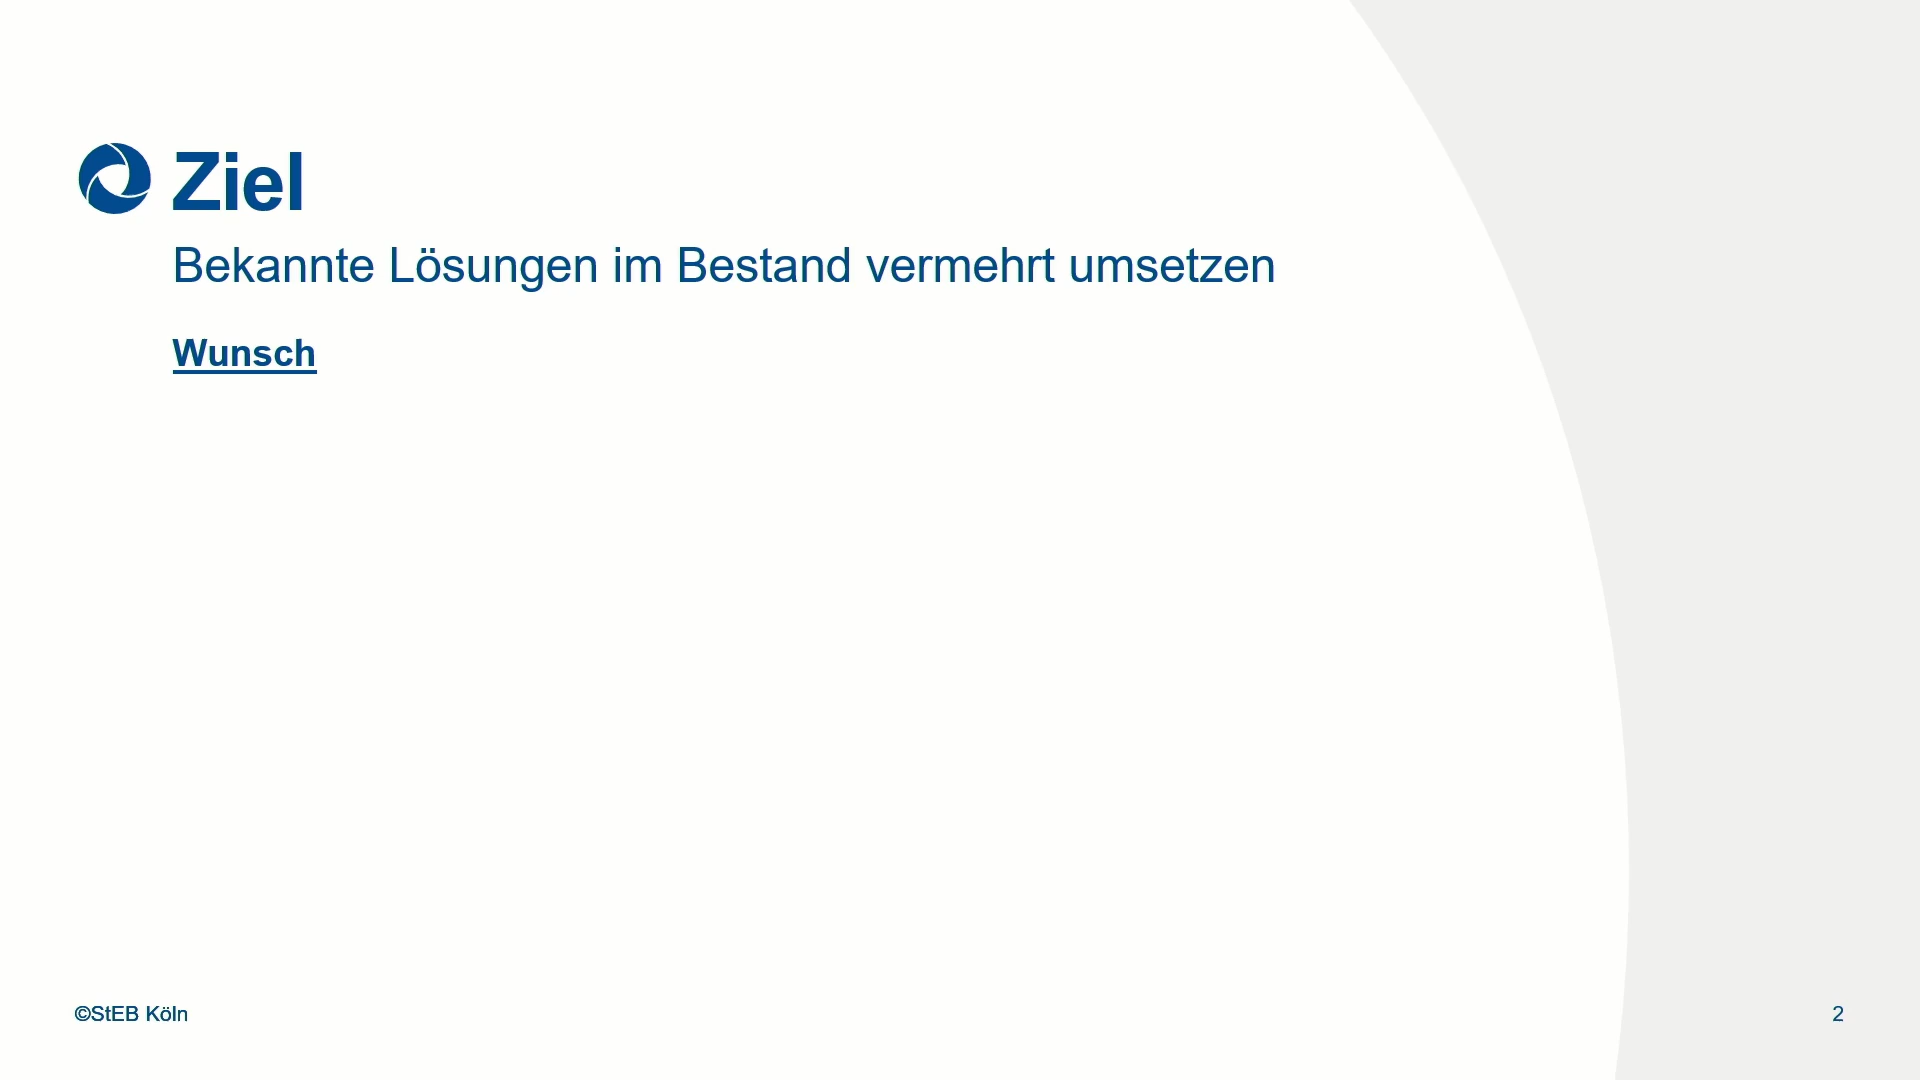 Ziel
Bekannte Lösungen im Bestand vermehrt umsetzen
Wunsch
©StEB Köln
2